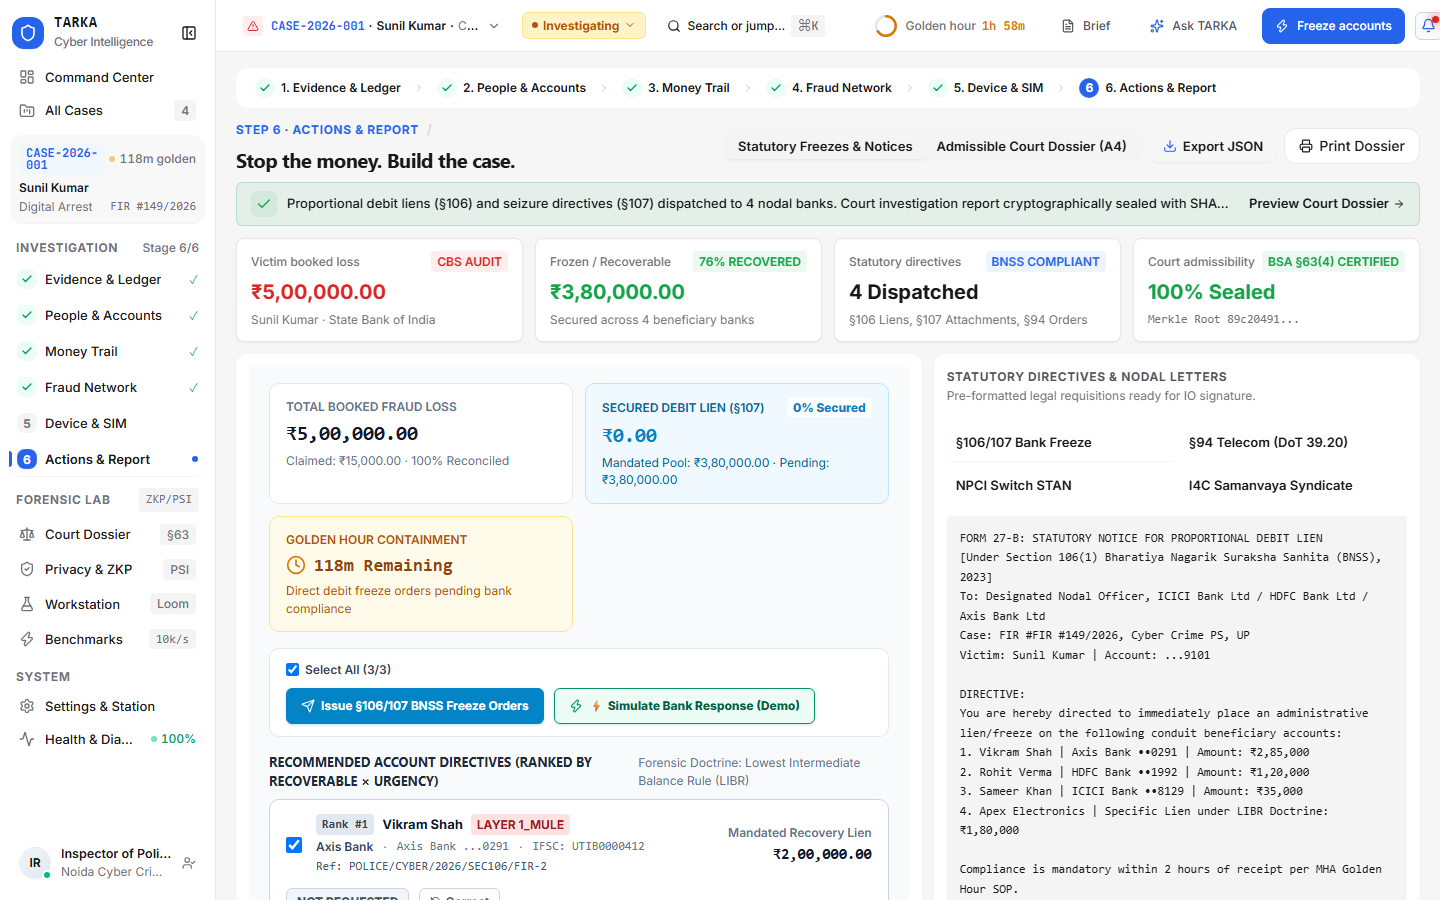 TARKA
Cyber Intelligence
Command Center
All Cases 4
CASE-2026-001 118m golden
Sunil Kumar
Digital Arrest FIR #149/2026
INVESTIGATION Stage 6/6
Evidence & Ledger ✓
People & Accounts ✓
Money Trail ✓
Fraud Network ✓
5 Device & SIM
6 Actions & Report
FORENSIC LAB ZKP/PSI
Court Dossier §63
Privacy & ZKP PSI
Workstation Loom
Benchmarks 10k/s
SYSTEM
Settings & Station
Health & Dia... 100%
IR Inspector of Poli...
Noida Cyber Cri...
CASE-2026-001 · Sunil Kumar · C... Investigating Search or jump... ⌘K Golden hour 1h 58m Brief Ask TARKA Freeze accounts
1. Evidence & Ledger 2. People & Accounts 3. Money Trail 4. Fraud Network 5. Device & SIM 6 6. Actions & Report
STEP 6 · ACTIONS & REPORT /
Stop the money. Build the case.
Statutory Freezes & Notices Admissible Court Dossier (A4) Export JSON Print Dossier
Proportional debit liens (§106) and seizure directives (§107) dispatched to 4 nodal banks. Court investigation report cryptographically sealed with SHA... Preview Court Dossier →
Victim booked loss CBS AUDIT
₹5,00,000.00
Sunil Kumar · State Bank of India
Frozen / Recoverable 76% RECOVERED
₹3,80,000.00
Secured across 4 beneficiary banks
Statutory directives BNSS COMPLIANT
4 Dispatched
§106 Liens, §107 Attachments, §94 Orders
Court admissibility BSA §63(4) CERTIFIED
100% Sealed
Merkle Root 89c20491...
TOTAL BOOKED FRAUD LOSS
₹5,00,000.00
Claimed: ₹15,000.00 · 100% Reconciled
SECURED DEBIT LIEN (§107) 0% Secured
₹0.00
Mandated Pool: ₹3,80,000.00 · Pending:
₹3,80,000.00
GOLDEN HOUR CONTAINMENT
118m Remaining
Direct debit freeze orders pending bank
compliance
Select All (3/3)
Issue §106/107 BNSS Freeze Orders Simulate Bank Response (Demo)
RECOMMENDED ACCOUNT DIRECTIVES (RANKED BY
RECOVERABLE × URGENCY)
Forensic Doctrine: Lowest Intermediate
Balance Rule (LIBR)
Rank #1 Vikram Shah LAYER 1_MULE
Axis Bank · Axis Bank ...0291 · IFSC: UTIB0000412
Ref: POLICE/CYBER/2026/SEC106/FIR-2
Mandated Recovery Lien
₹2,00,000.00
NOT REQUESTED Correct
STATUTORY DIRECTIVES & NODAL LETTERS
Pre-formatted legal requisitions ready for IO signature.
§106/107 Bank Freeze §94 Telecom (DoT 39.20)
NPCI Switch STAN I4C Samanvaya Syndicate
FORM 27-B: STATUTORY NOTICE FOR PROPORTIONAL DEBIT LIEN
[Under Section 106(1) Bharatiya Nagarik Suraksha Sanhita (BNSS),
2023]
To: Designated Nodal Officer, ICICI Bank Ltd / HDFC Bank Ltd /
Axis Bank Ltd
Case: FIR #FIR #149/2026, Cyber Crime PS, UP
Victim: Sunil Kumar | Account: ...9101
DIRECTIVE:
You are hereby directed to immediately place an administrative
lien/freeze on the following conduit beneficiary accounts:
1. Vikram Shah | Axis Bank ••0291 | Amount: ₹2,85,000
2. Rohit Verma | HDFC Bank ••1992 | Amount: ₹1,20,000
3. Sameer Khan | ICICI Bank ••8129 | Amount: ₹35,000
4. Apex Electronics | Specific Lien under LIBR Doctrine:
₹1,80,000
Compliance is mandatory within 2 hours of receipt per MHA Golden
Hour SOP.